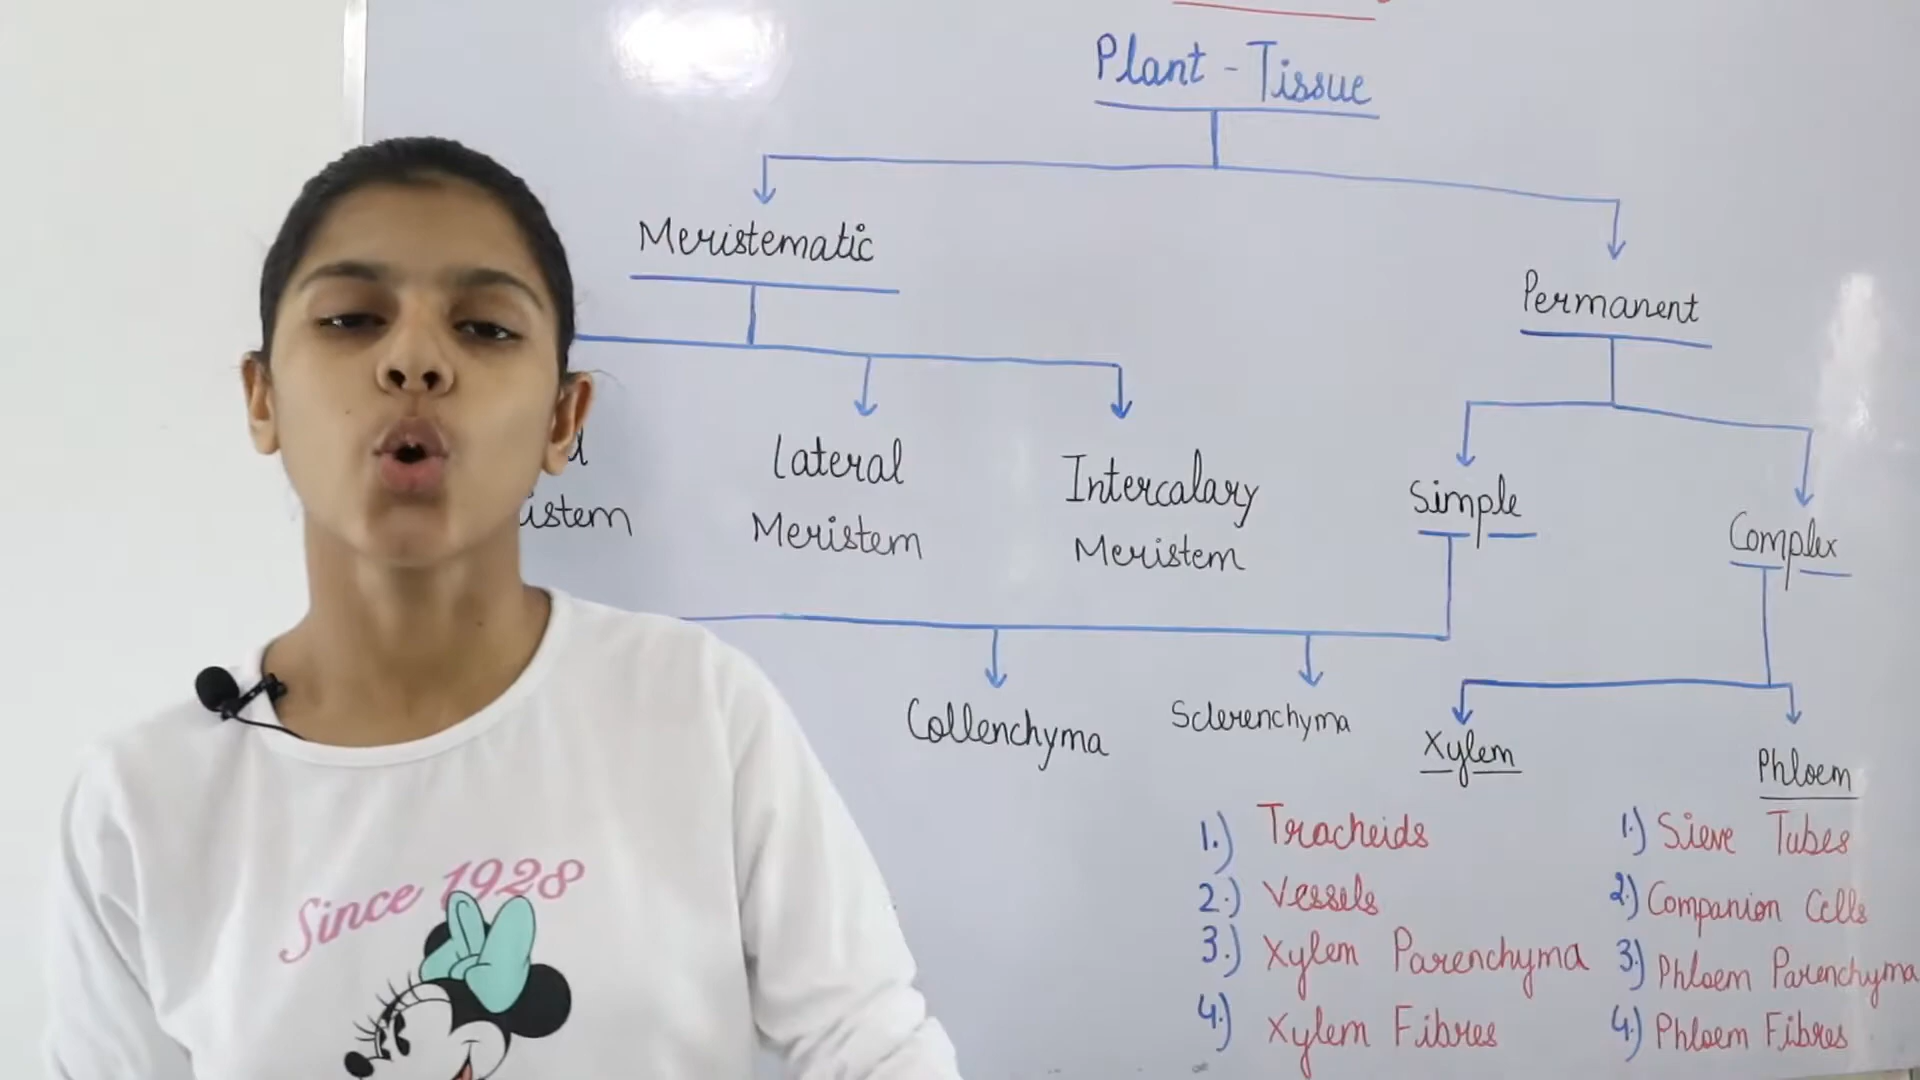 Plant - Tissue
Meristematic
Permanent
Lateral
Meristem
Intercalary
Meristem
Simple
Complex
Collenchyma
Sclerenchyma
Xylem
Phloem
1.) Tracheids
2.) Vessels
3.) Xylem Parenchyma
4.) Xylem Fibres
1.) Sieve Tubes
2.) Companion Cells
3.) Phloem Parenchyma
4.) Phloem Fibres
Since 1928